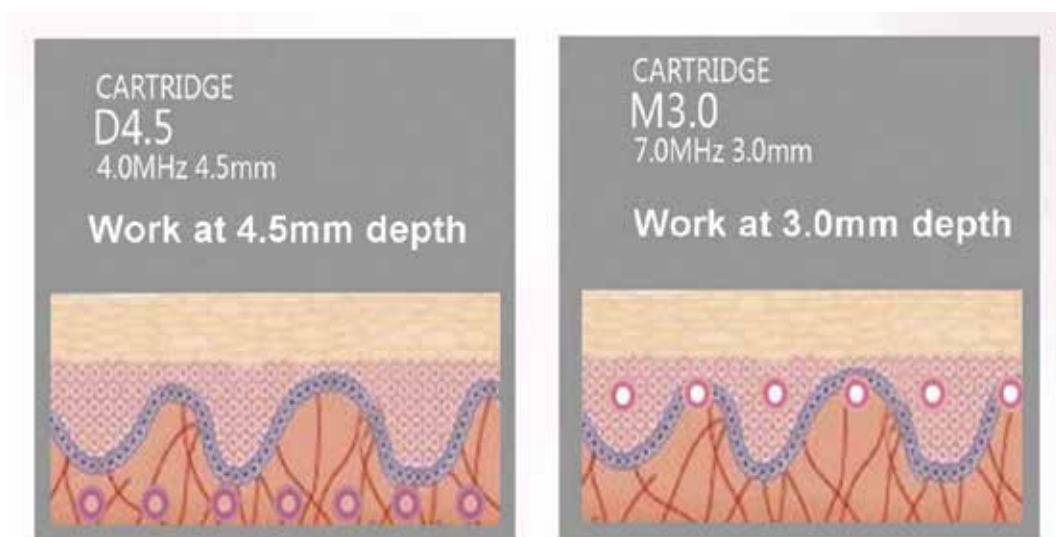 CARTRIDGE
D4.5
4.0MHz 4.5mm
Work at 4.5mm depth
CARTRIDGE
M3.0
7.0MHz 3.0mm
Work at 3.0mm depth